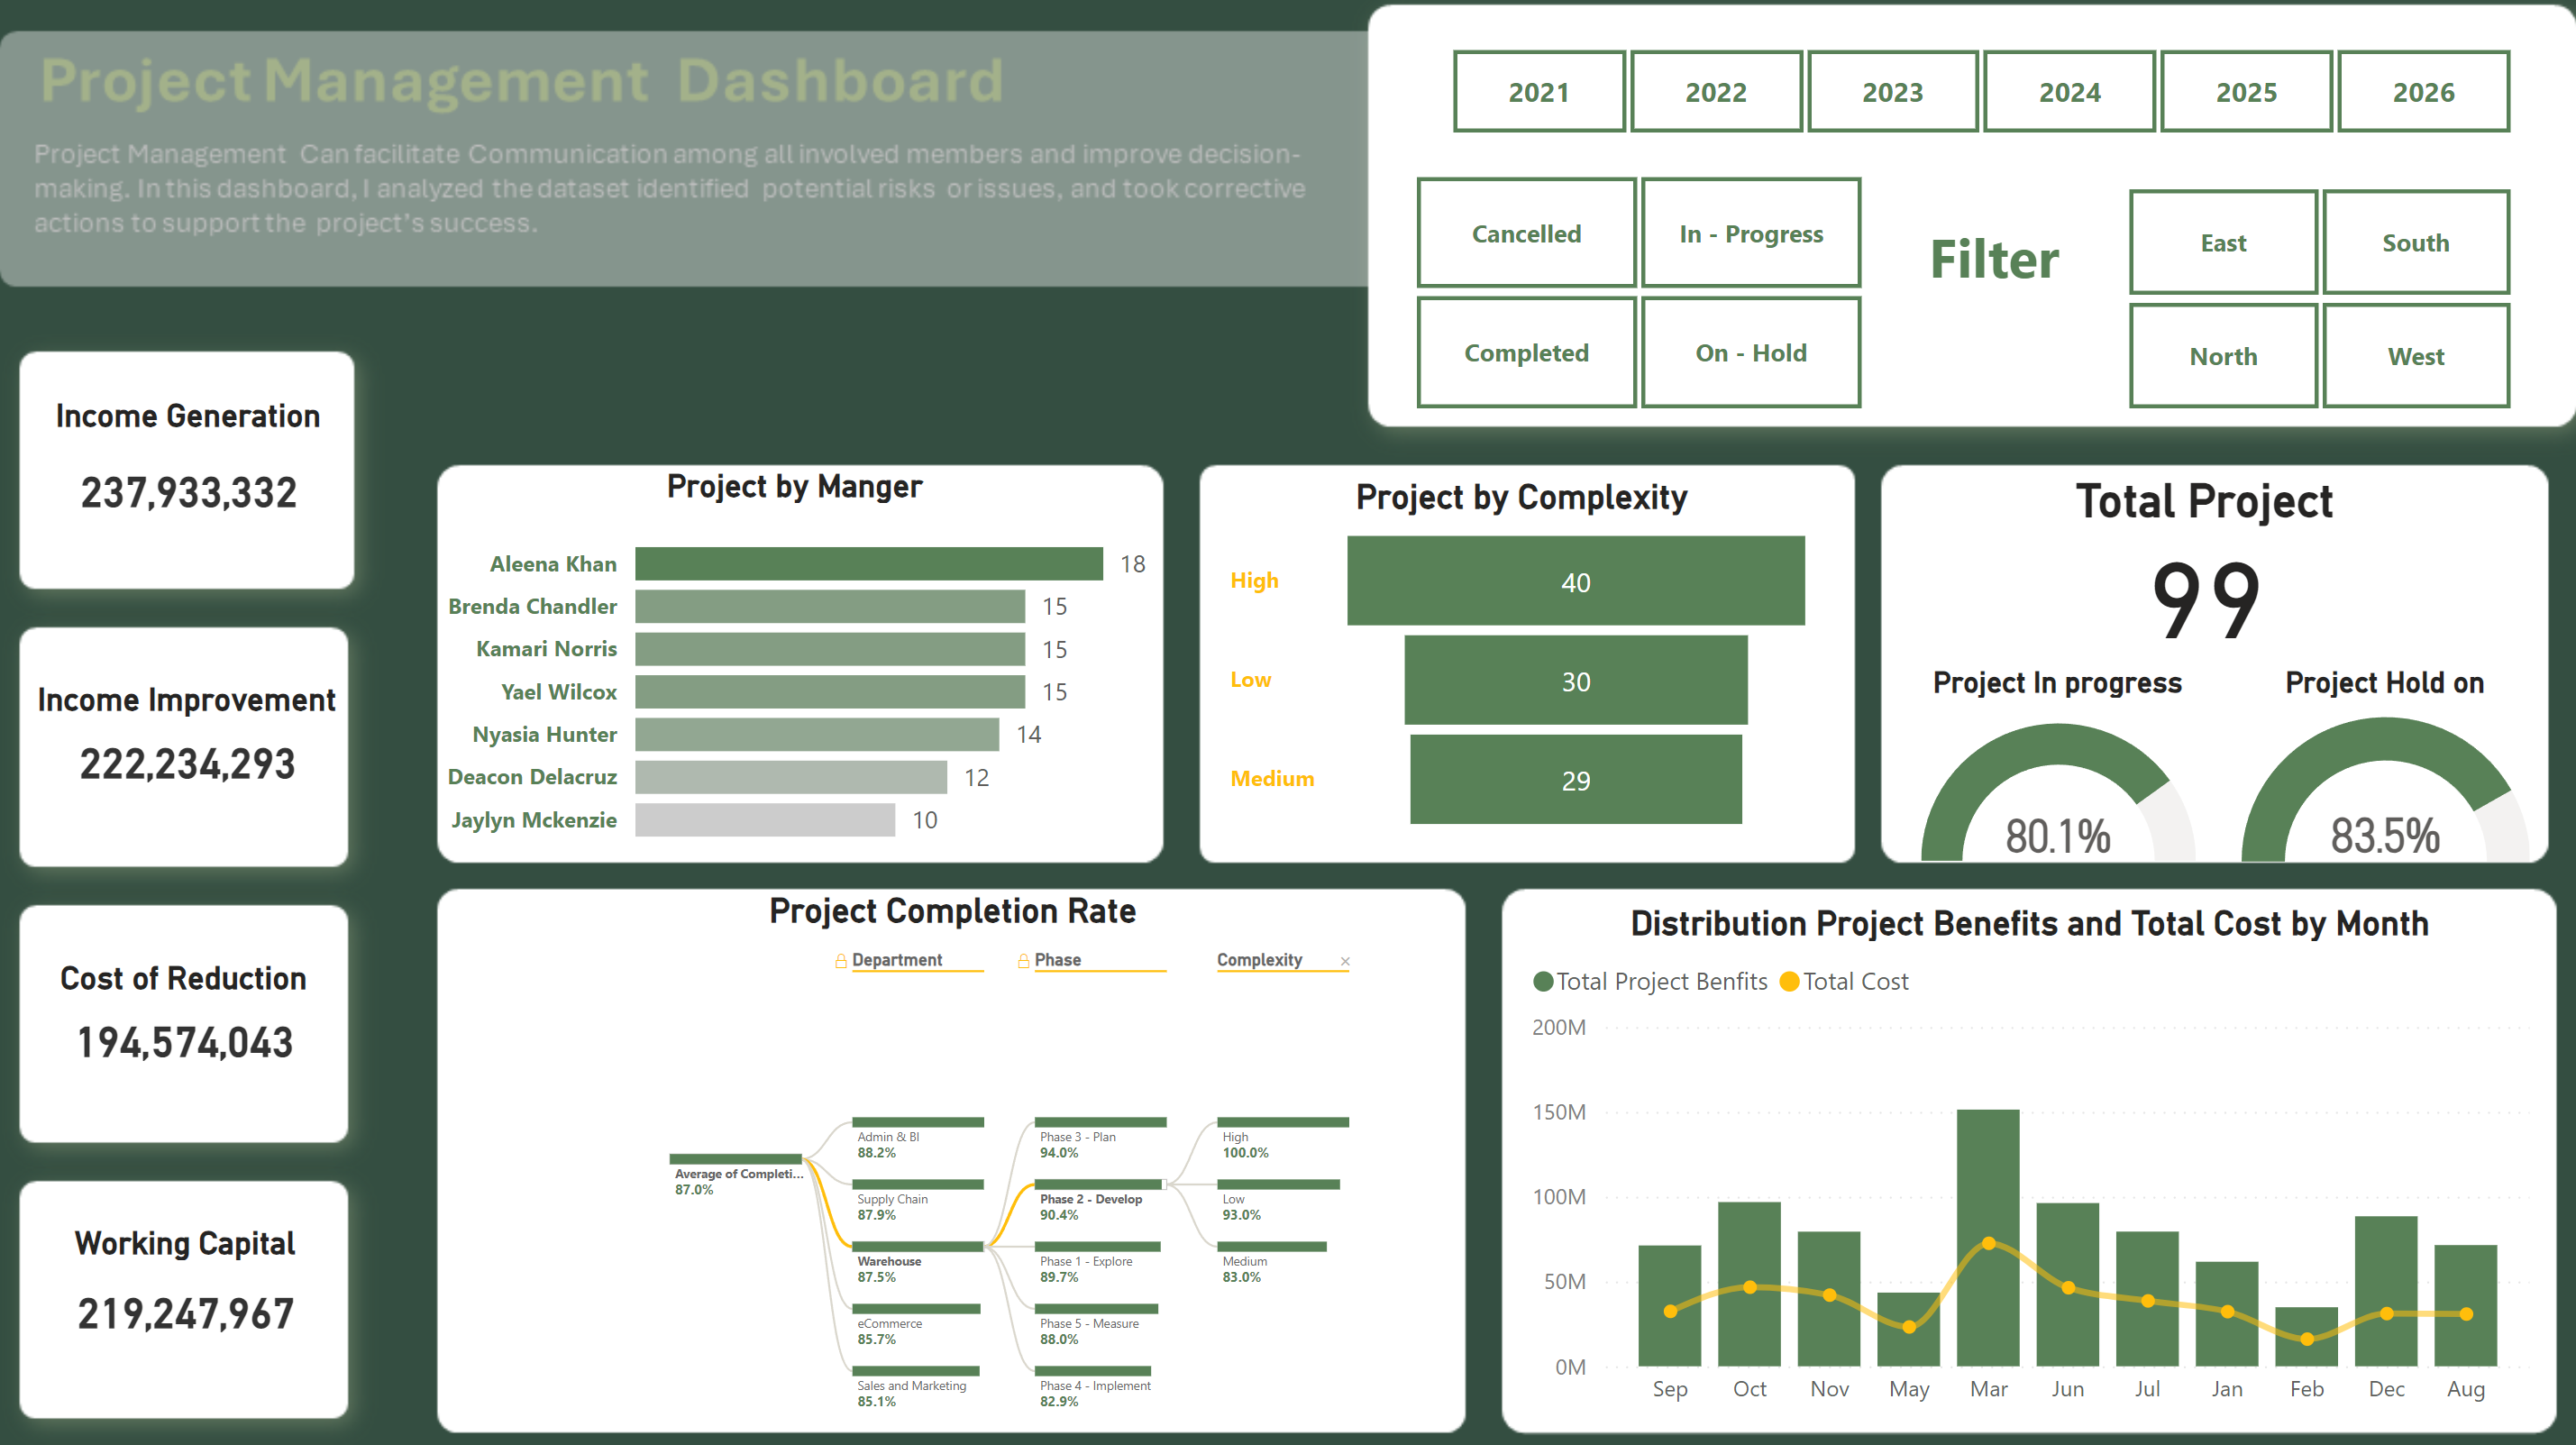 Project Management Dashboard
Project Management Can facilitate Communication among all involved members and improve decision-
making. In this dashboard, I analyzed the dataset identified potential risks or issues, and took corrective
actions to support the project's success.
2021 2022 2023 2024 2025 2026
Cancelled In - Progress
Completed On - Hold
Filter
East South
North West
Income Generation
237,933,332
Income Improvement
222,234,293
Cost of Reduction
194,574,043
Working Capital
219,247,967
Project by Manger
Aleena Khan 18
Brenda Chandler 15
Kamari Norris 15
Yael Wilcox 15
Nyasia Hunter 14
Deacon Delacruz 12
Jaylyn Mckenzie 10
Project by Complexity
High 40
Low 30
Medium 29
Total Project
99
Project In progress
80.1%
Project Hold on
83.5%
Project Completion Rate
Department Phase Complexity
Average of Completi...
87.0%
Admin & BI
88.2%
Supply Chain
87.9%
Warehouse
87.5%
eCommerce
85.7%
Sales and Marketing
85.1%
Phase 3 - Plan
94.0%
Phase 2 - Develop
90.4%
Phase 1 - Explore
89.7%
Phase 5 - Measure
88.0%
Phase 4 - Implement
82.9%
High
100.0%
Low
93.0%
Medium
83.0%
Distribution Project Benefits and Total Cost by Month
Total Project Benfits Total Cost
200M
150M
100M
50M
0M
Sep Oct Nov May Mar Jun Jul Jan Feb Dec Aug